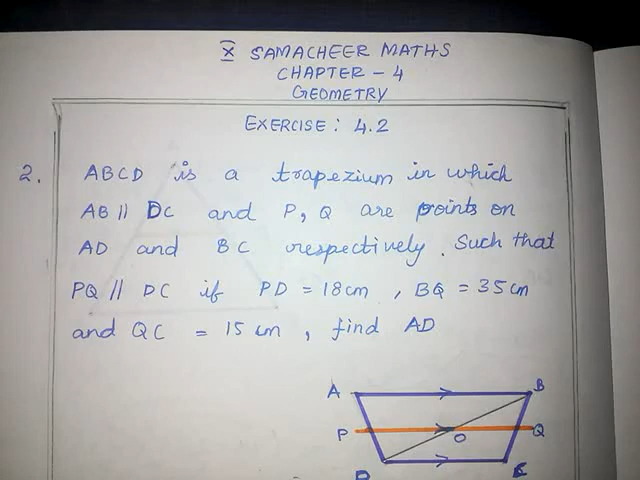 X SAMACHEER MATHS
CHAPTER - 4
GEOMETRY
EXERCISE: 4.2
2. ABCD is a trapezium in which
AB || DC and P, Q are points on
AD and BC respectively. Such that
PQ || DC if PD = 18cm, BQ = 35cm
and QC = 15 cm, find AD
A B
P O Q
D C